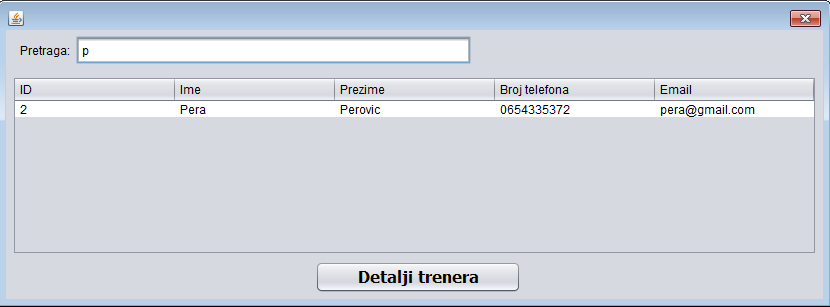 Pretraga: p
ID Ime Prezime Broj telefona Email
2 Pera Perovic 0654335372 pera@gmail.com
Detalji trenera